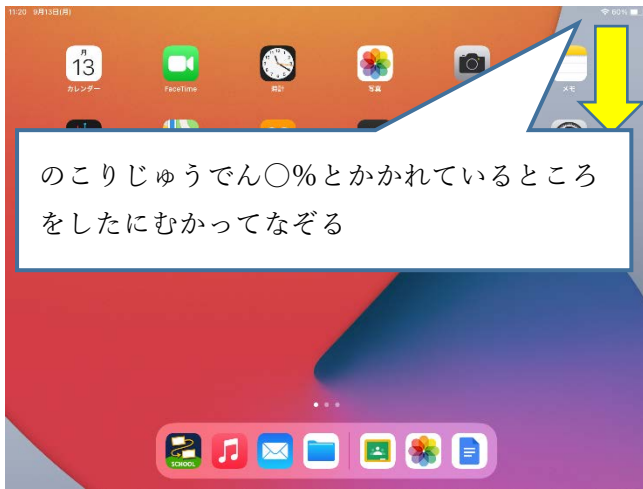 11:20 9月13日(月)
60%
月
13
カレンダー
FaceTime
時計
写真
メモ
のこりじゅうでん〇%とかかれているところ
をしたにむかってなぞる
SCHOOL